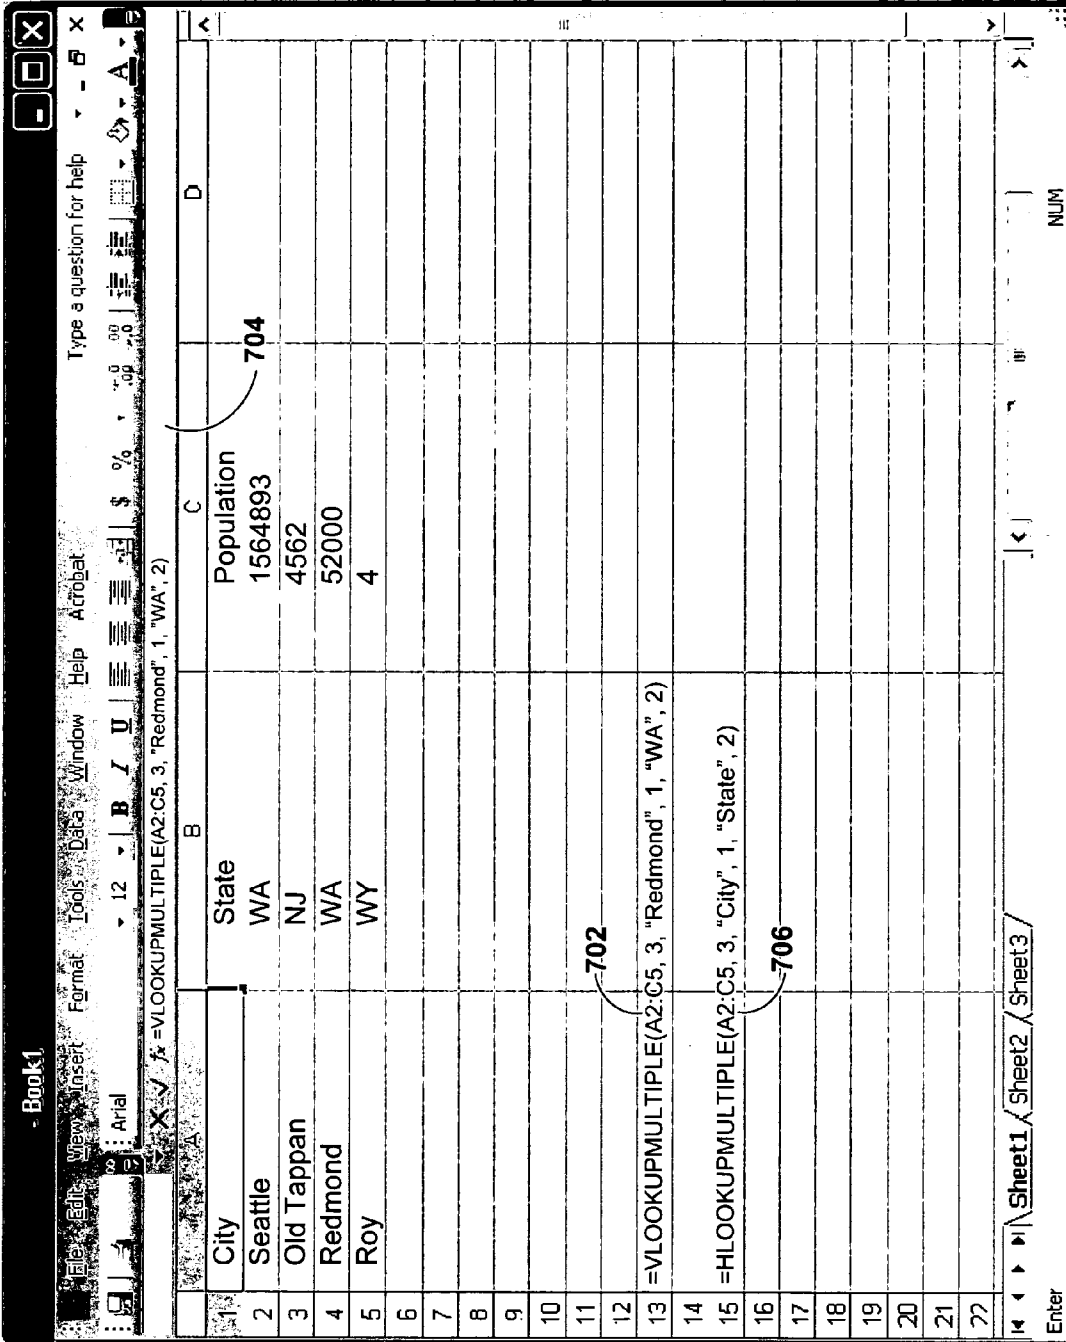 - Book1
File Edit View Insert Format Tools Data Window Help Acrobat Type a question for help
Arial 12 B I U $ %
fx =VLOOKUPMULTIPLE(A2:C5, 3, "Redmond", 1, "WA", 2)
704
A B C D
1 City State Population
2 Seattle WA 1564893
3 Old Tappan NJ 4562
4 Redmond WA 52000
5 Roy WY 4
6
7
8
9
10
11
702
12
13 =VLOOKUPMULTIPLE(A2:C5, 3, "Redmond", 1, "WA", 2)
14
15 =HLOOKUPMULTIPLE(A2:C5, 3, "City", 1, "State", 2)
706
16
17
18
19
20
21
22
Sheet1 Sheet2 Sheet3
Enter NUM